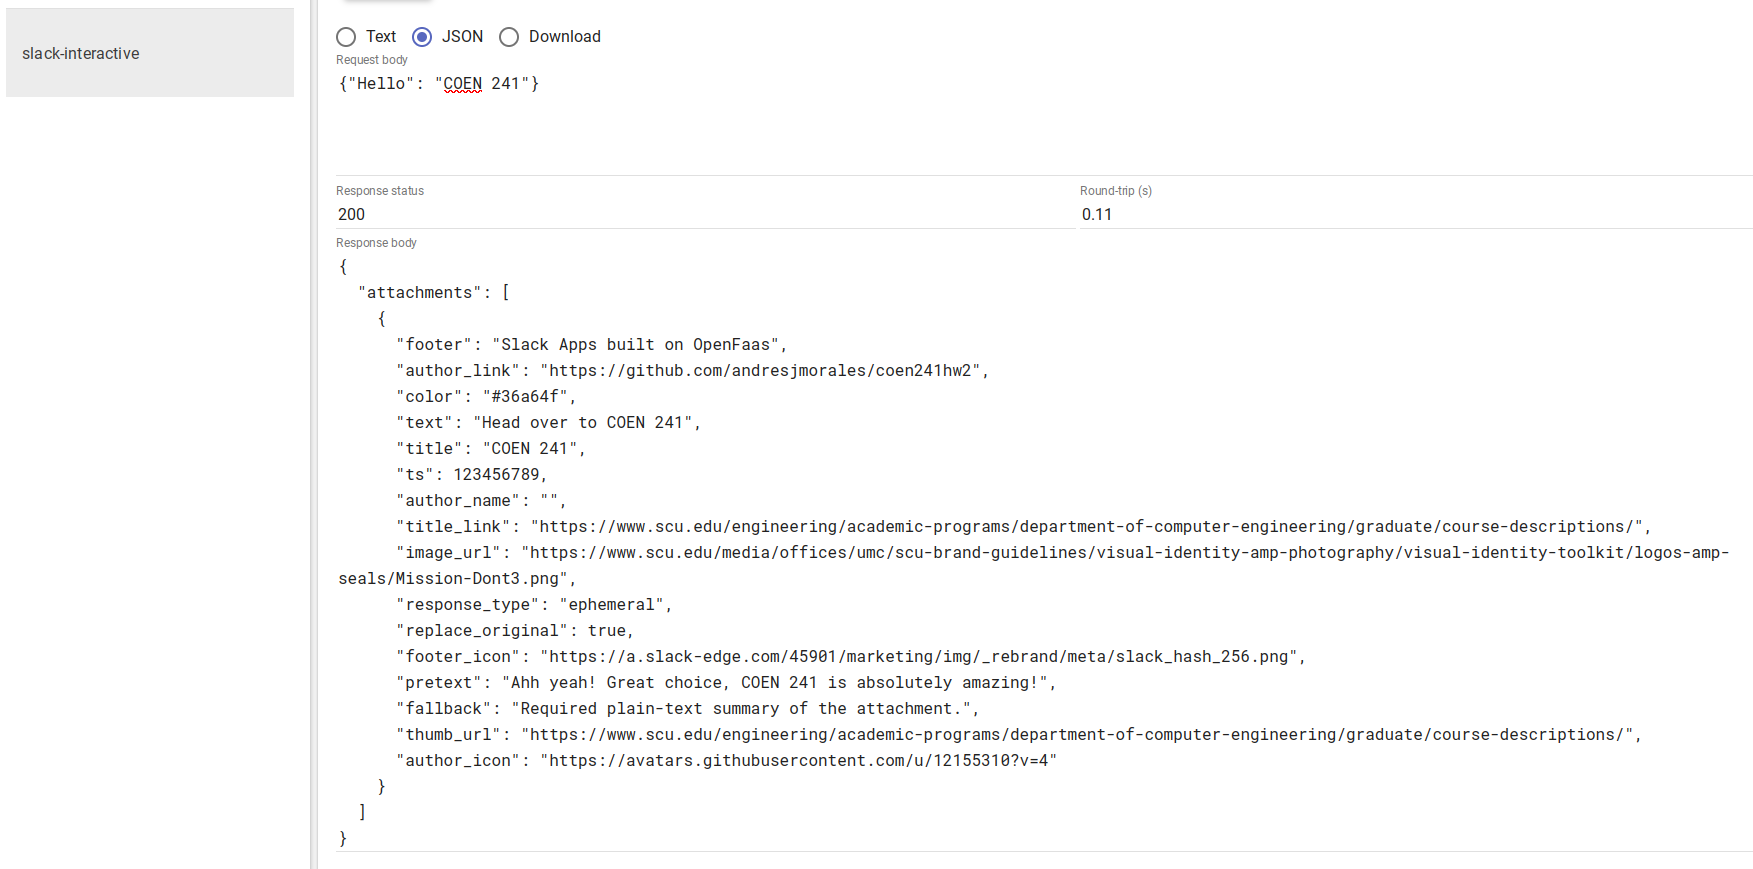 slack-interactive
Text JSON Download
Request body
{"Hello": "COEN 241"}
Response status
Round-trip (s)
200
0.11
Response body
{
  "attachments": [
    {
      "footer": "Slack Apps built on OpenFaas",
      "author_link": "https://github.com/andresjmorales/coen241hw2",
      "color": "#36a64f",
      "text": "Head over to COEN 241",
      "title": "COEN 241",
      "ts": 123456789,
      "author_name": "",
      "title_link": "https://www.scu.edu/engineering/academic-programs/department-of-computer-engineering/graduate/course-descriptions/",
      "image_url": "https://www.scu.edu/media/offices/umc/scu-brand-guidelines/visual-identity-amp-photography/visual-identity-toolkit/logos-amp-
seals/Mission-Dont3.png",
      "response_type": "ephemeral",
      "replace_original": true,
      "footer_icon": "https://a.slack-edge.com/45901/marketing/img/_rebrand/meta/slack_hash_256.png",
      "pretext": "Ahh yeah! Great choice, COEN 241 is absolutely amazing!",
      "fallback": "Required plain-text summary of the attachment.",
      "thumb_url": "https://www.scu.edu/engineering/academic-programs/department-of-computer-engineering/graduate/course-descriptions/",
      "author_icon": "https://avatars.githubusercontent.com/u/12155310?v=4"
    }
  ]
}